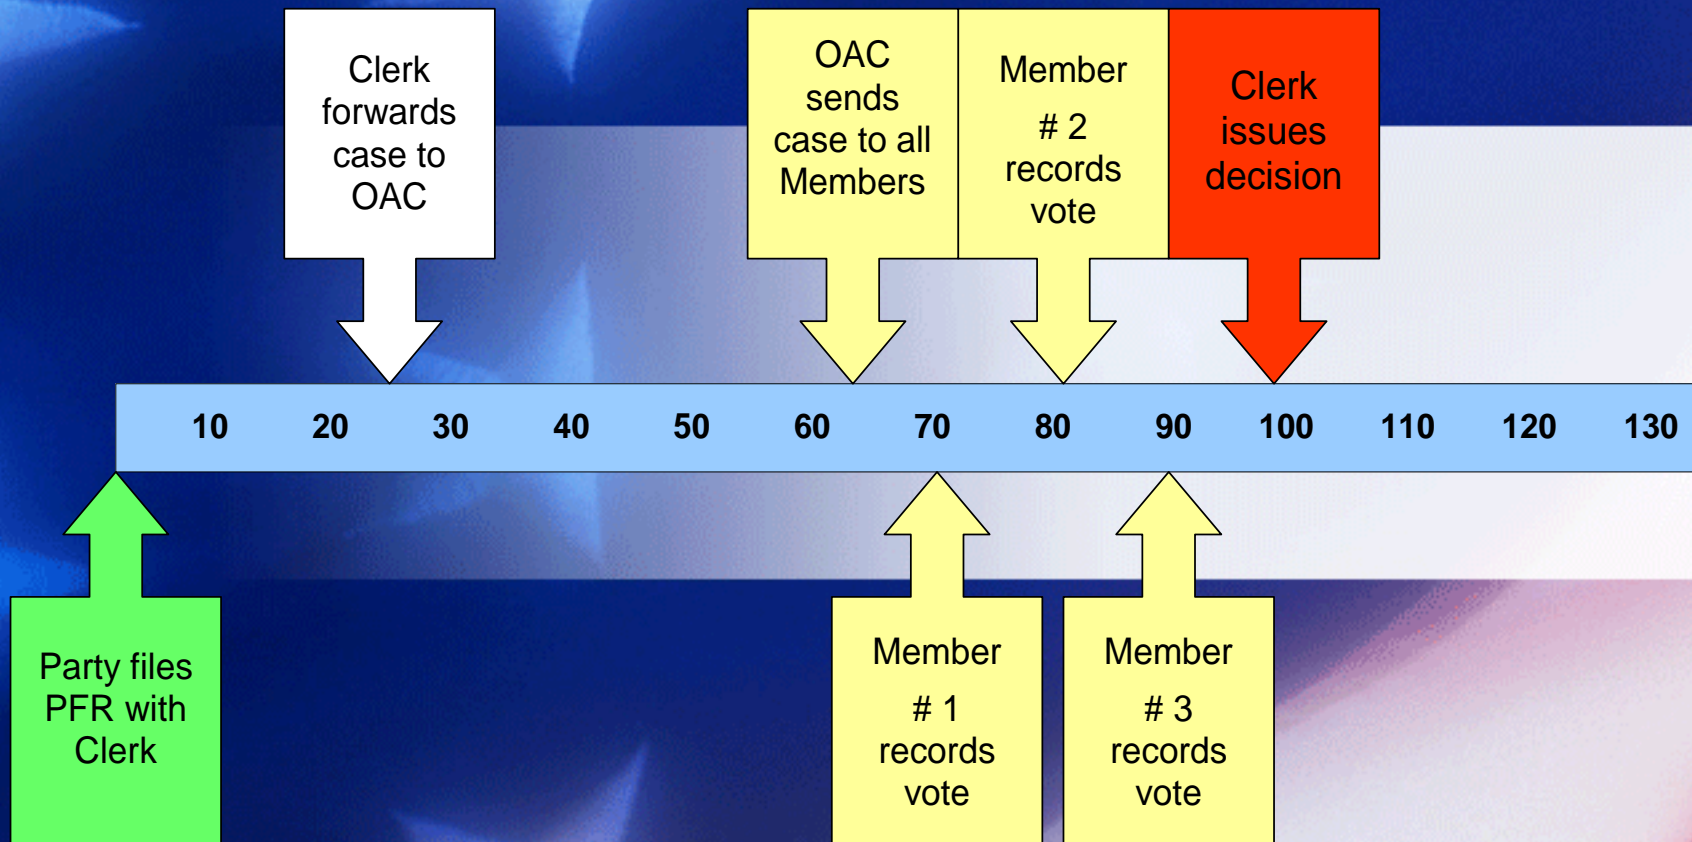 Clerk
forwards
case to
OAC
OAC
sends
case to all
Members
Member
# 2
records
vote
Clerk
issues
decision
10 20 30 40 50 60 70 80 90 100 110 120 130
Party files
PFR with
Clerk
Member
# 1
records
vote
Member
# 3
records
vote